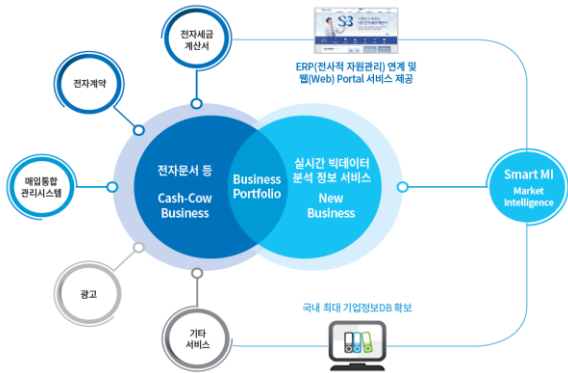 전자세금
계산서
전자계약
매입통합
관리시스템
광고
기타
서비스
전자문서 등
Cash-Cow
Business
Business
Portfolio
실시간 빅데이터
분석 정보 서비스
New
Business
ERP(전사적 자원관리) 연계 및
웹(Web) Portal 서비스 제공
Smart MI
Market
Intelligence
국내 최대 기업정보DB 확보